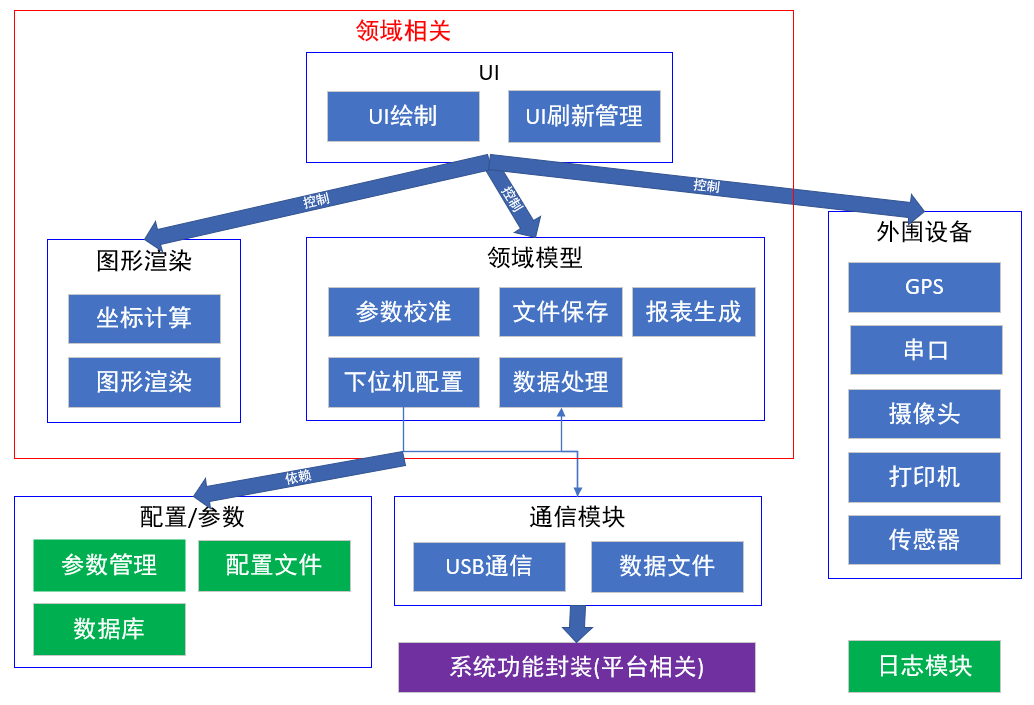 领域相关
UI
UI绘制
UI刷新管理
控制
控制
控制
图形渲染
坐标计算
图形渲染
领域模型
参数校准
文件保存
报表生成
下位机配置
数据处理
外围设备
GPS
串口
摄像头
打印机
传感器
依赖
配置/参数
参数管理
配置文件
数据库
通信模块
USB通信
数据文件
系统功能封装(平台相关)
日志模块